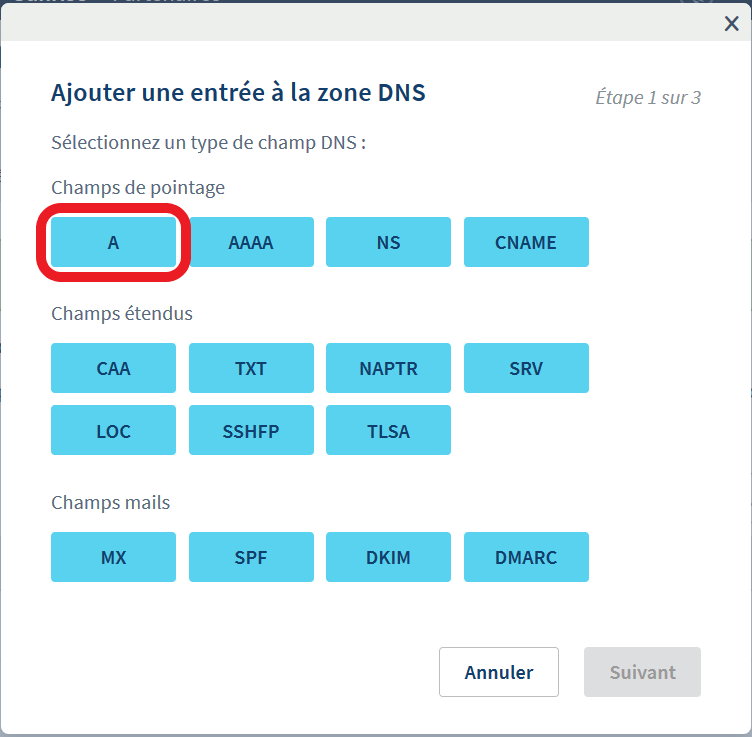 Ajouter une entrée à la zone DNS
Étape 1 sur 3
Sélectionnez un type de champ DNS :
Champs de pointage
A AAAA NS CNAME
Champs étendus
CAA TXT NAPTR SRV
LOC SSHFP TLSA
Champs mails
MX SPF DKIM DMARC
Annuler Suivant